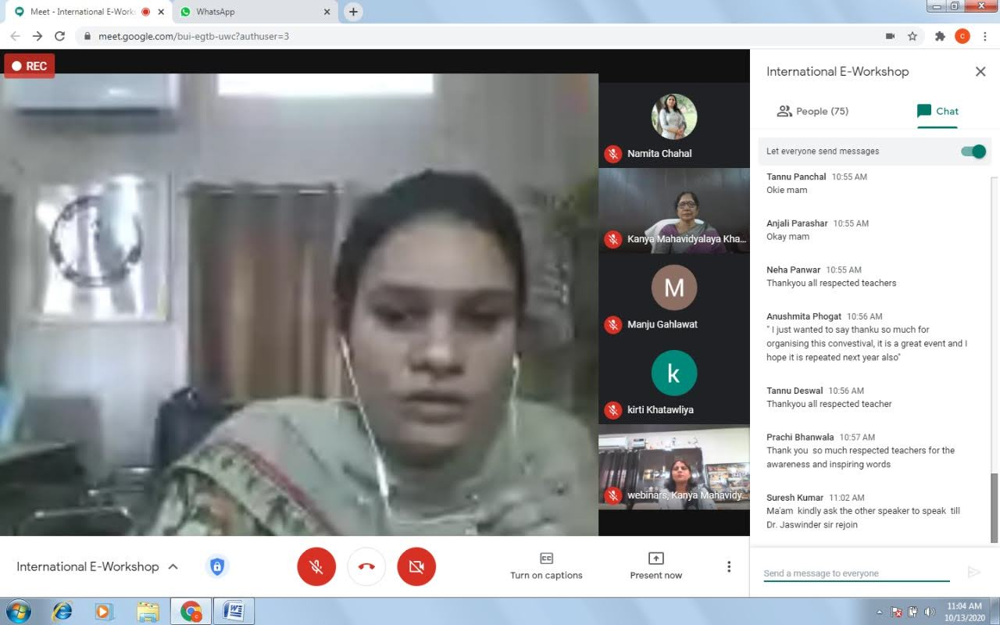 Meet - International E-Works
WhatsApp
meet.google.com/bui-egtb-uwc?authuser=3
C
REC
Namita Chahal
Kanya Mahavidyalaya Kha...
M
Manju Gahlawat
k
kirti Khatawliya
webinars, Kanya Mahavidy...
International E-Workshop
People (75)
Chat
Let everyone send messages
Tannu Panchal 10:55 AM
Okie mam
Anjali Parashar 10:55 AM
Okay mam
Neha Panwar 10:55 AM
Thankyou all respected teachers
Anushmita Phogat 10:56 AM
" I just wanted to say thanku so much for
organising this convestival, it is a great event and I
hope it is repeated next year also"
Tannu Deswal 10:56 AM
Thankyou all respected teacher
Prachi Bhanwala 10:57 AM
Thank you so much respected teachers for the
awareness and inspiring words
Suresh Kumar 11:02 AM
Ma'am kindly ask the other speaker to speak till
Dr. Jaswinder sir rejoin
Send a message to everyone
International E-Workshop
CC
Turn on captions
Present now
11:04 AM
10/13/2020